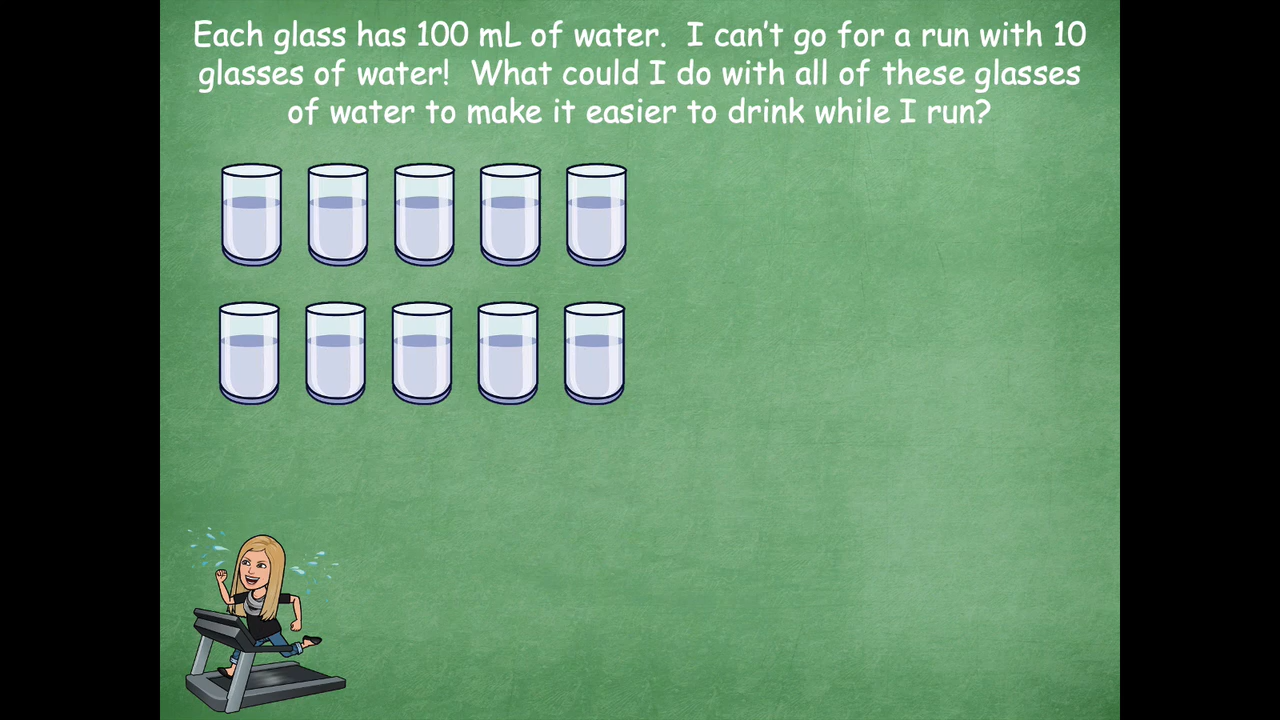 Each glass has 100 mL of water.  I can't go for a run with 10
glasses of water!  What could I do with all of these glasses
of water to make it easier to drink while I run?